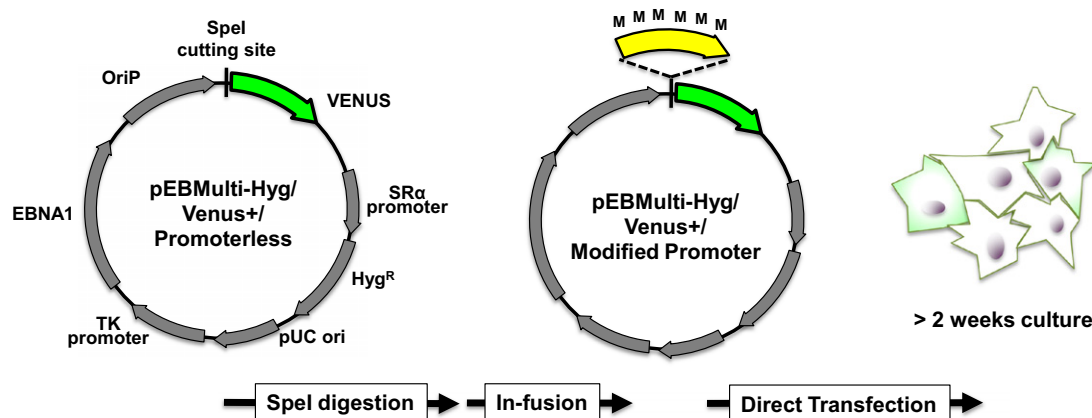 SpeI
cutting site
OriP
VENUS
EBNA1
pEBMulti-Hyg/
Venus+/
Promoterless
SRα
promoter
HygR
TK
promoter
pUC ori
M M M M M M
pEBMulti-Hyg/
Venus+/
Modified Promoter
> 2 weeks culture
SpeI digestion
In-fusion
Direct Transfection